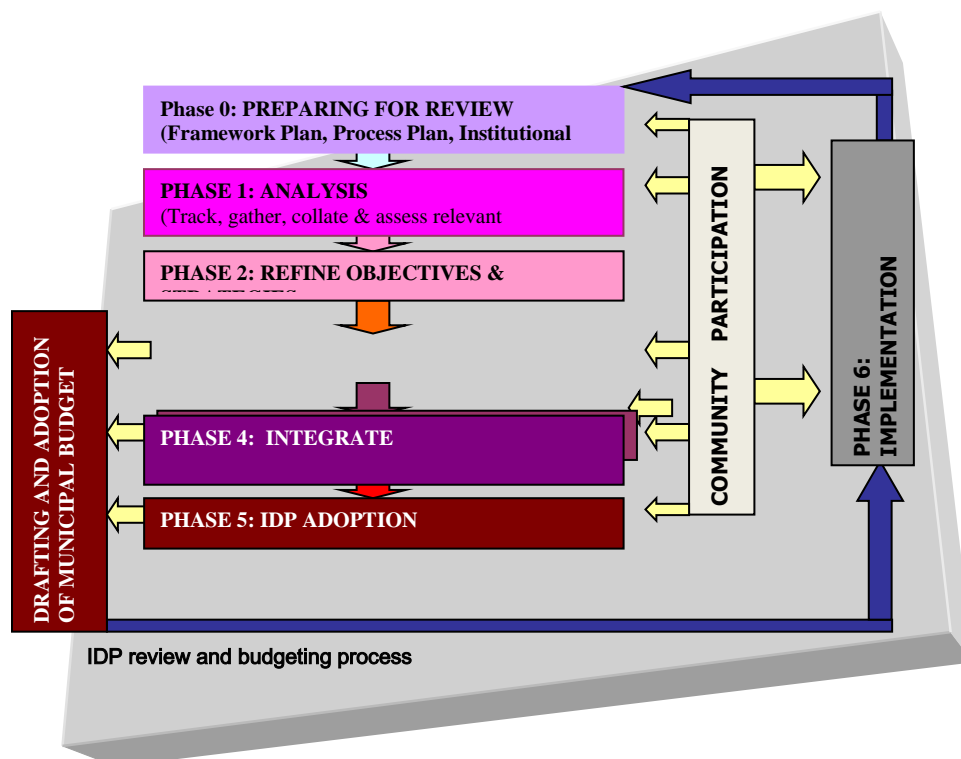 Phase 0: PREPARING FOR REVIEW
(Framework Plan, Process Plan, Institutional
PHASE 1: ANALYSIS
(Track, gather, collate & assess relevant
PHASE 2: REFINE OBJECTIVES &
PHASE 4: INTEGRATE
PHASE 5: IDP ADOPTION
DRAFTING AND ADOPTION
OF MUNICIPAL BUDGET
COMMUNITY PARTICIPATION
PHASE 6:
IMPLEMENTATION
IDP review and budgeting process